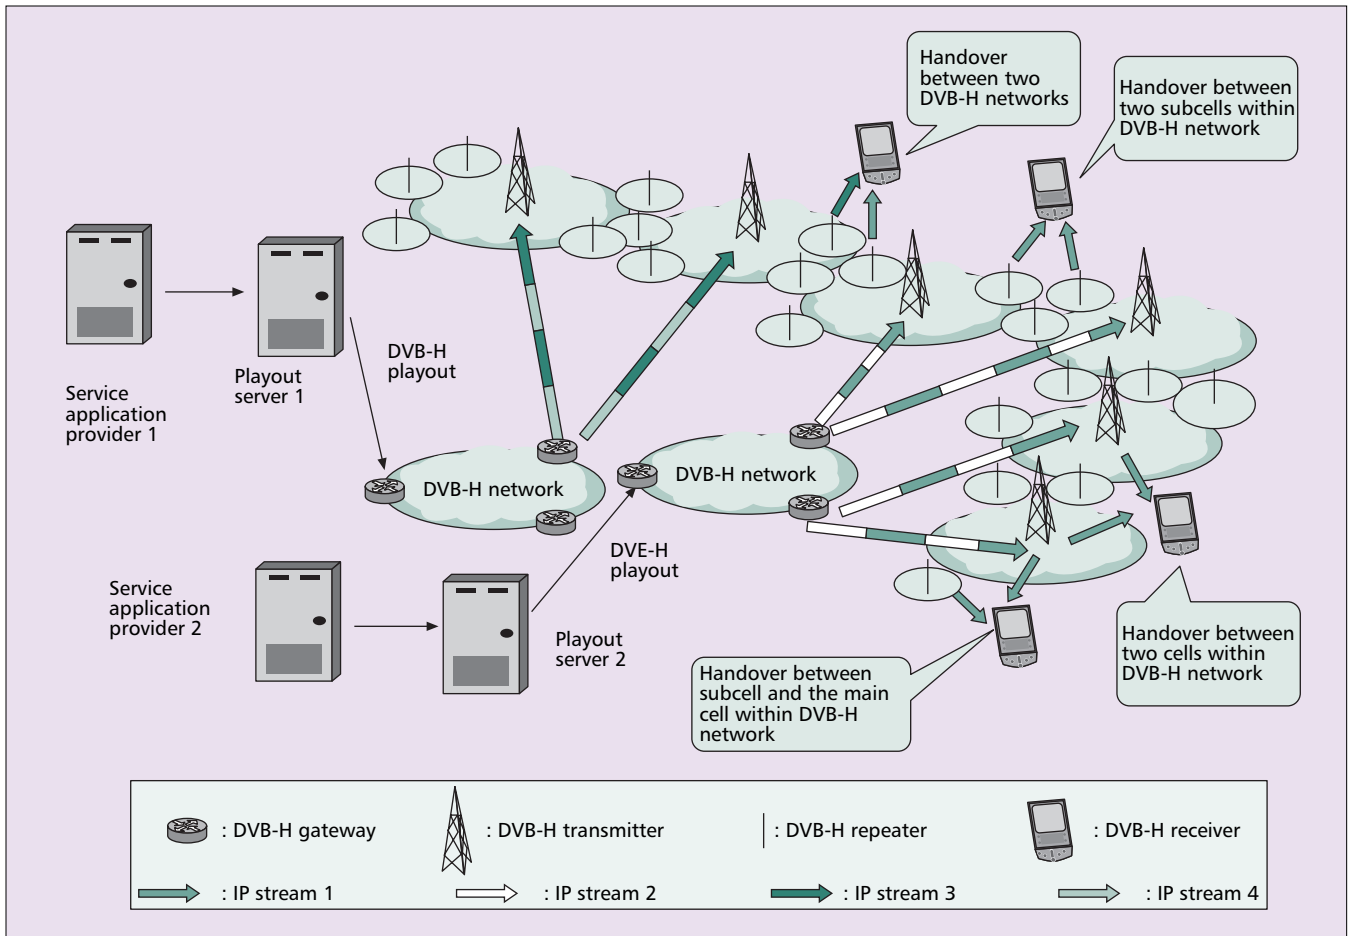 Handover
between two
DVB-H networks
Handover between
two subcells within
DVB-H network
DVB-H
playout
Service
application
provider 1
Playout
server 1
DVB-H network
DVB-H network
DVE-H
playout
Service
application
provider 2
Playout
server 2
Handover between
subcell and the main
cell within DVB-H
network
Handover between
two cells within
DVB-H network
: DVB-H gateway
: DVB-H transmitter
: DVB-H repeater
: DVB-H receiver
: IP stream 1
: IP stream 2
: IP stream 3
: IP stream 4